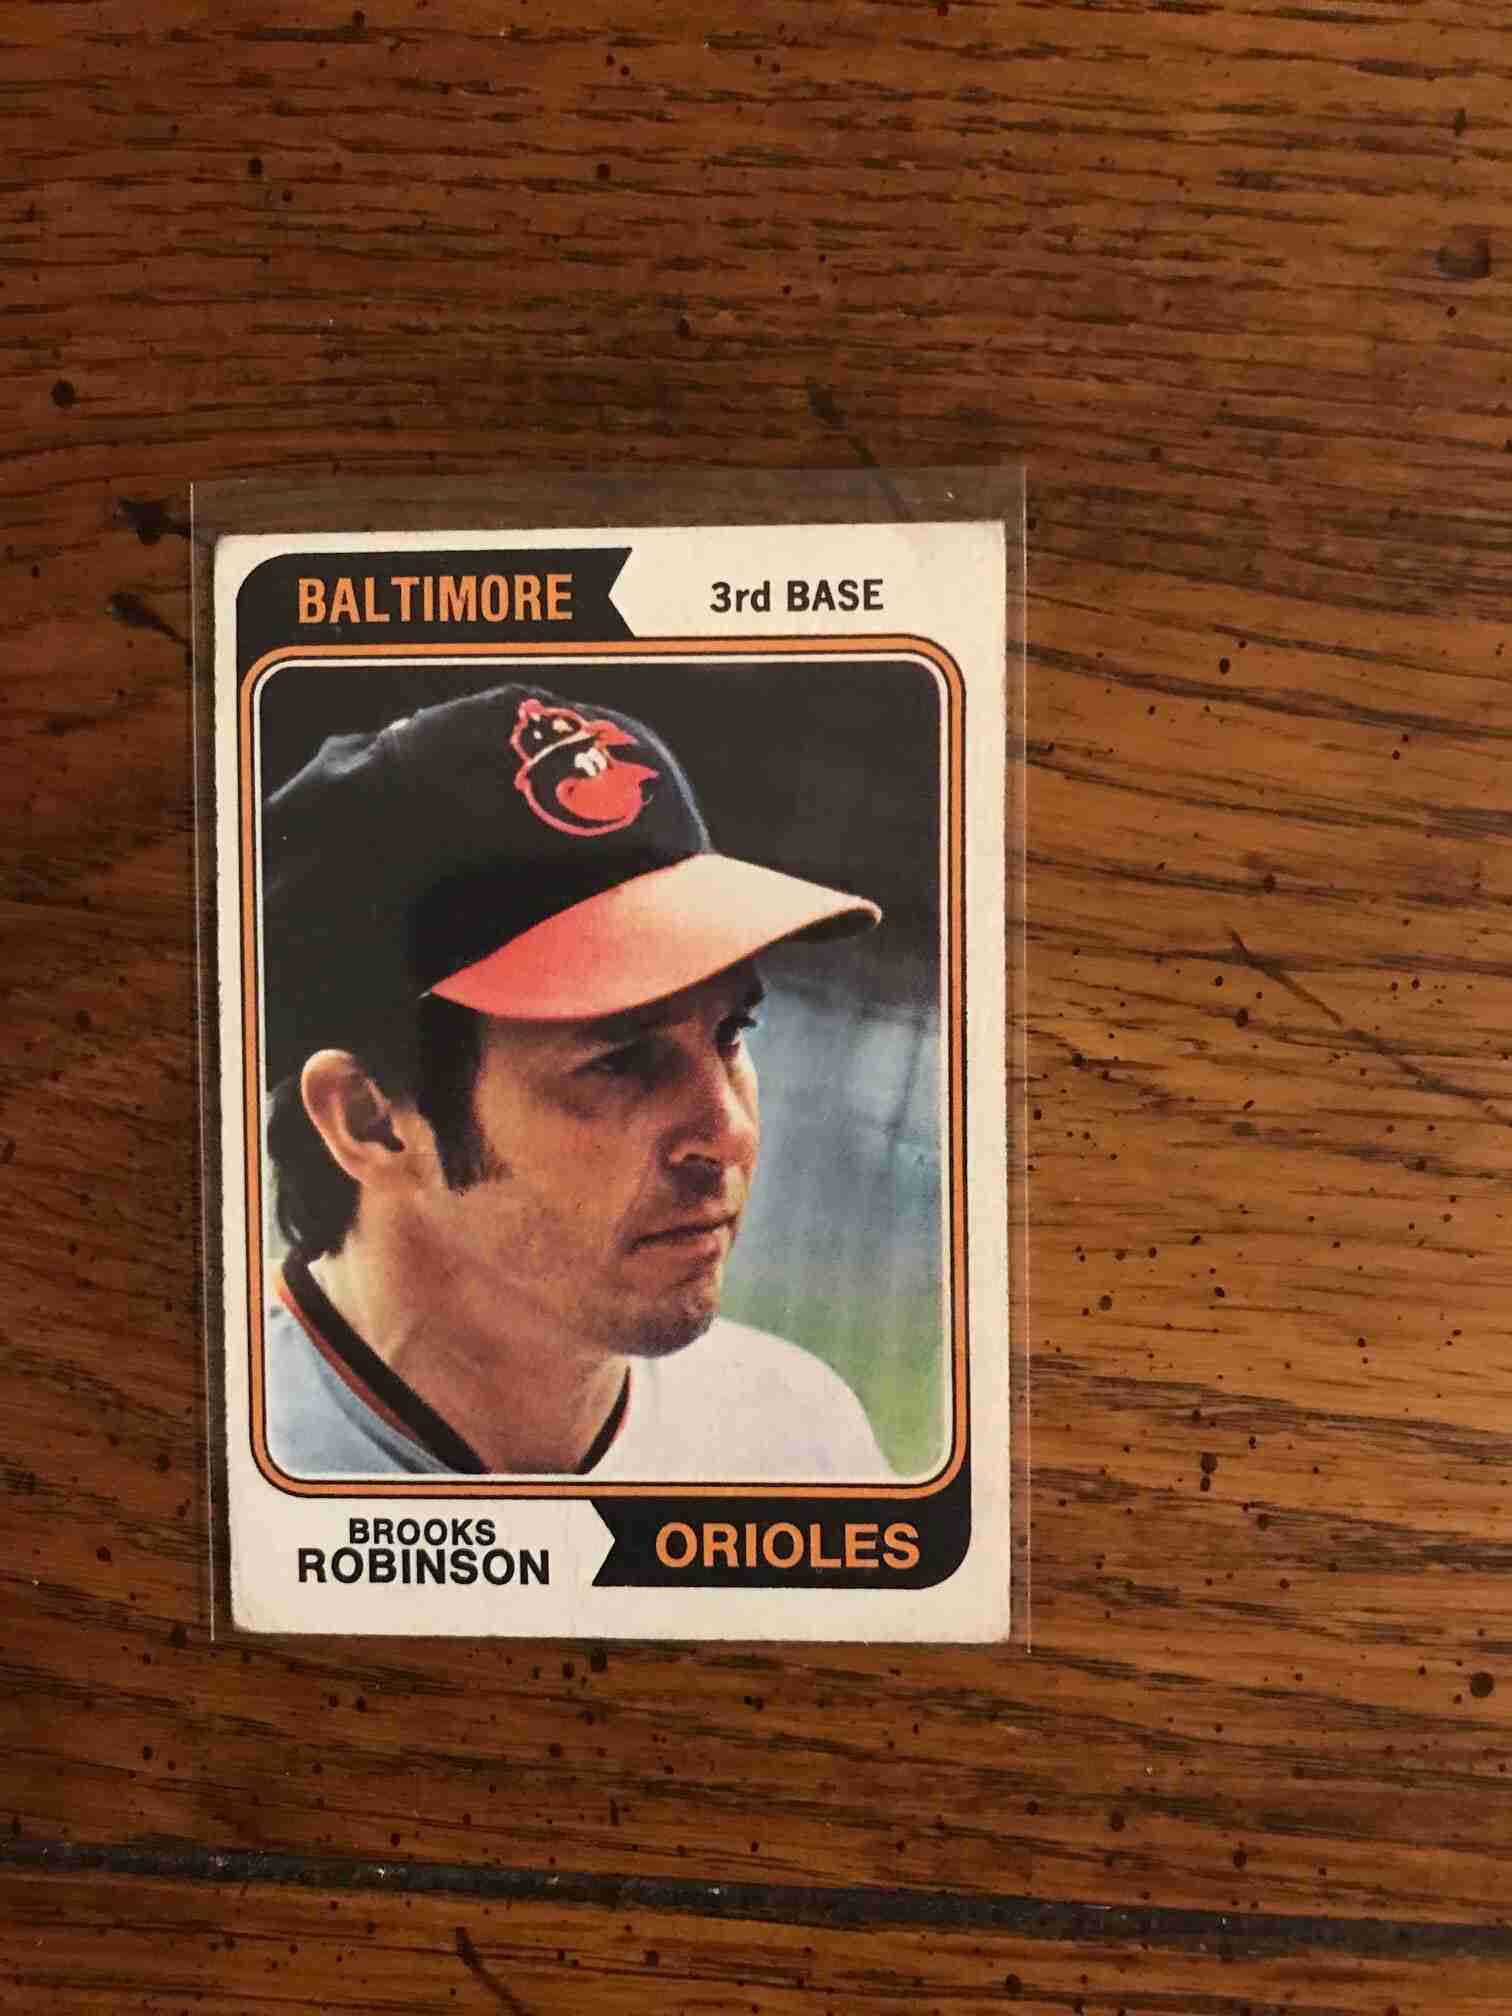 BALTIMORE
3rd BASE
BROOKS
ROBINSON
ORIOLES